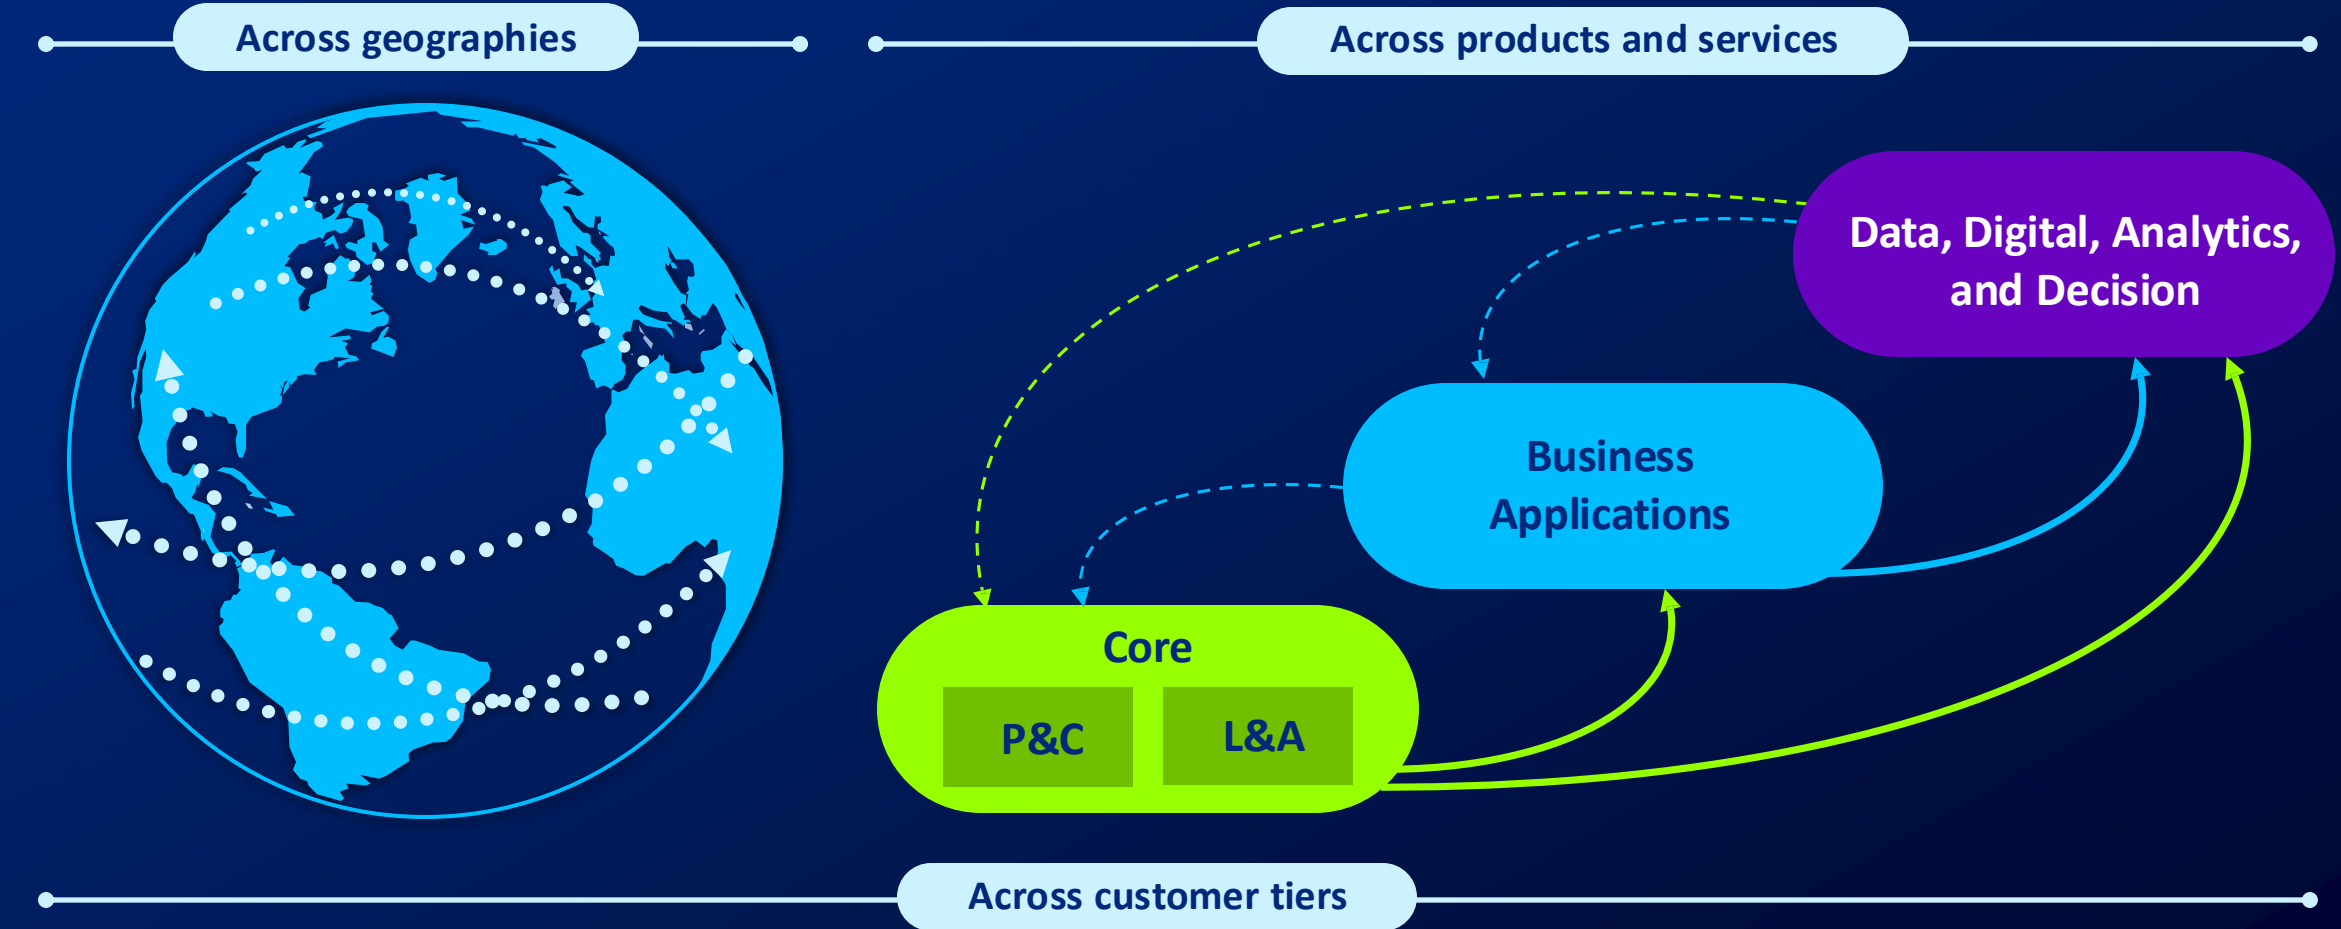 Across geographies
Across products and services
Data, Digital, Analytics,
and Decision
Business
Applications
Core
P&C
L&A
Across customer tiers